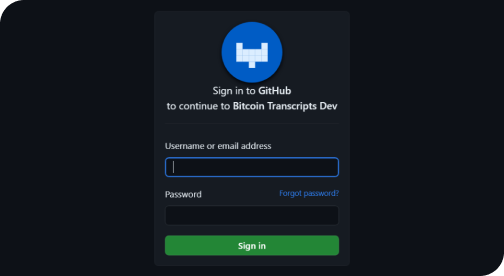 Sign in to GitHub
to continue to Bitcoin Transcripts Dev
Username or email address
Password Forgot password?
Sign in